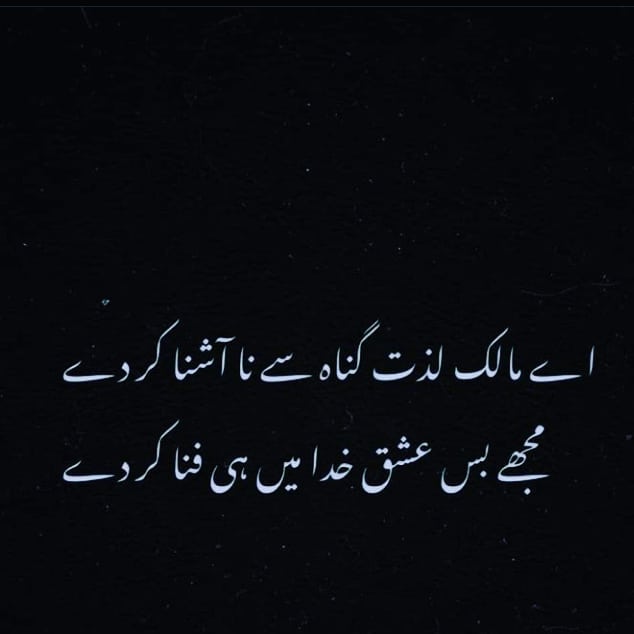 اے مالک لذت گناہ سے نا آشنا کر دے
مجھے بس عشق خدا میں ہی فنا کر دے